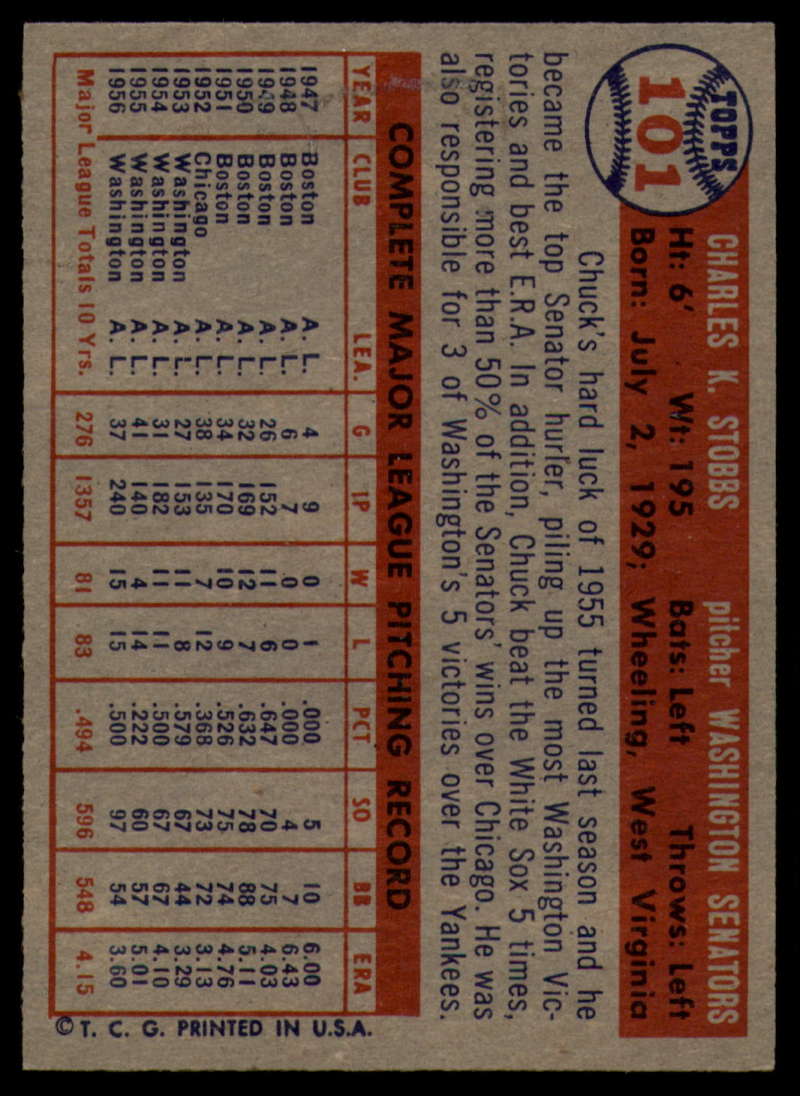 TOPPS
101
CHARLES K. STOBBS pitcher WASHINGTON SENATORS
Ht: 6' Wt: 195 Bats: Left Throws: Left
Born: July 2, 1929; Wheeling, West Virginia
Chuck's hard luck of 1955 turned last season and he
became the top Senator hurler, piling up the most Washington Vic-
tories and best E.R.A. In addition, Chuck beat the White Sox 5 times,
registering more than 50% of the Senators' wins over Chicago. He was
also responsible for 3 of Washington's 5 victories over the Yankees.
COMPLETE MAJOR LEAGUE PITCHING RECORD
YEAR CLUB LEA. G IP W L PCT SO BB ERA
1947 Boston A. L. 4 9 0 1 .000 5 10 6.00
1948 Boston A. L. 6 7 0 0 .000 4 7 6.43
1949 Boston A. L. 26 152 11 6 .647 70 75 4.03
1950 Boston A. L. 32 169 12 7 .632 78 88 5.11
1951 Boston A. L. 34 170 10 9 .526 75 74 4.76
1952 Chicago A. L. 38 135 7 12 .368 73 72 3.13
1953 Washington A. L. 27 153 11 8 .579 67 44 3.29
1954 Washington A. L. 31 182 11 11 .500 67 67 4.10
1955 Washington A. L. 41 140 4 14 .222 60 57 5.01
1956 Washington A. L. 37 240 15 15 .500 97 54 3.60
Major League Totals 10 Yrs. 276 1357 81 83 .494 596 548 4.15
© T. C. G. PRINTED IN U.S.A.